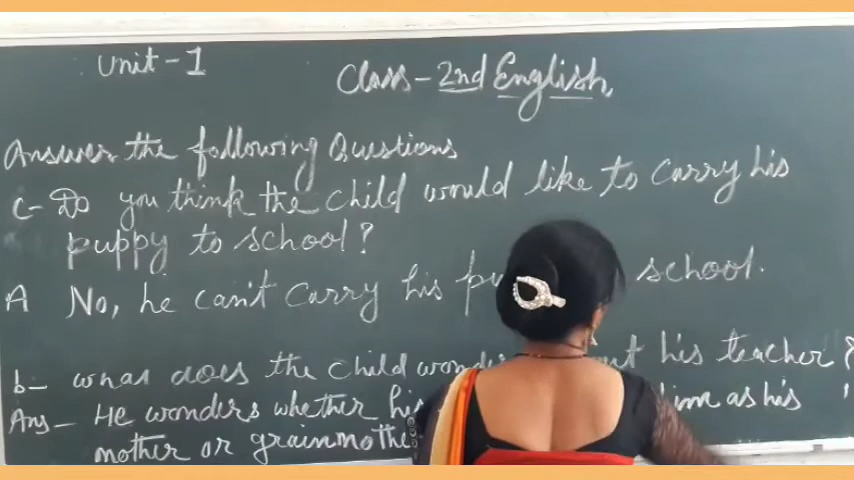 Unit - 1
Class - 2nd English
Answer the following Questions
c- Do you think the child would like to carry his
puppy to school?
A No, he can't carry his school.
b- what does the child his teacher?
Ans - He wonders whether as his
mother or